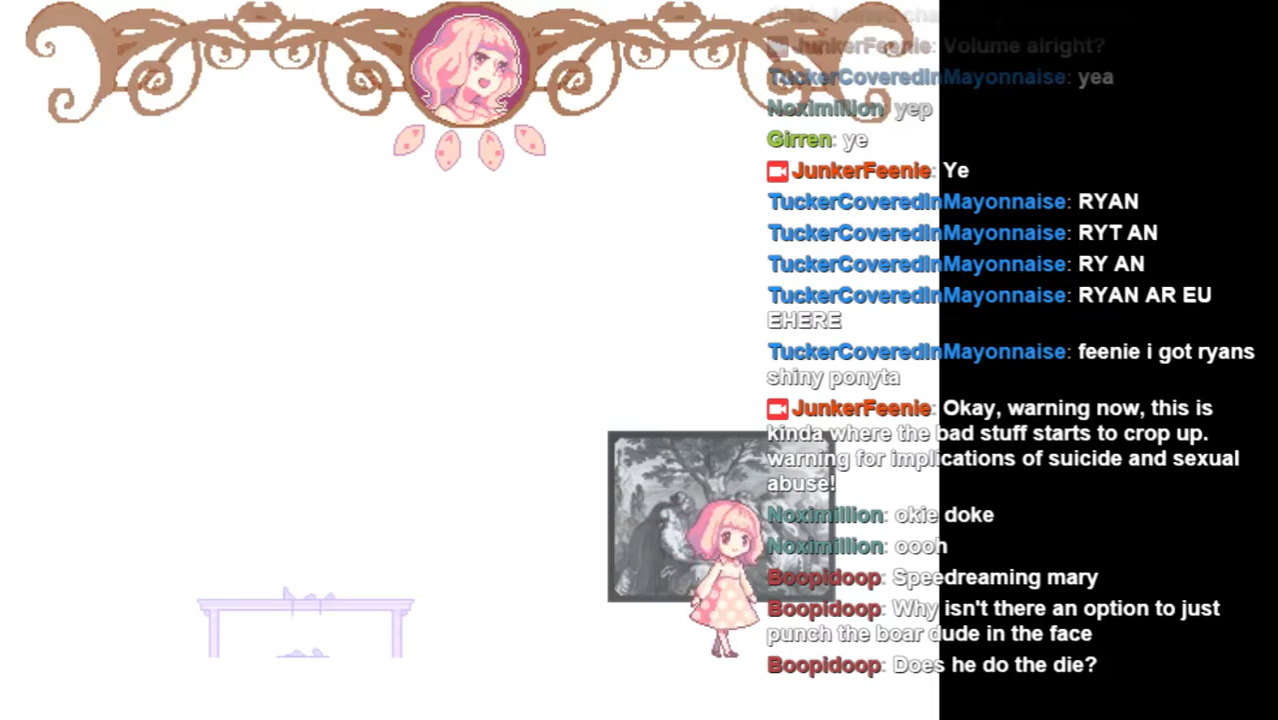 JunkerFeenie: Volume alright?
TuckerCoveredInMayonnaise: yea
Noximillion: yep
Girren: ye
JunkerFeenie: Ye
TuckerCoveredInMayonnaise: RYAN
TuckerCoveredInMayonnaise: RYT AN
TuckerCoveredInMayonnaise: RY AN
TuckerCoveredInMayonnaise: RYAN AR EU
EHERE
TuckerCoveredInMayonnaise: feenie i got ryans
shiny ponyta
JunkerFeenie: Okay, warning now, this is
kinda where the bad stuff starts to crop up.
warning for implications of suicide and sexual
abuse!
Noximillion: okie doke
Noximillion: oooh
Boopidoop: Speedreaming mary
Boopidoop: Why isn't there an option to just
punch the boar dude in the face
Boopidoop: Does he do the die?